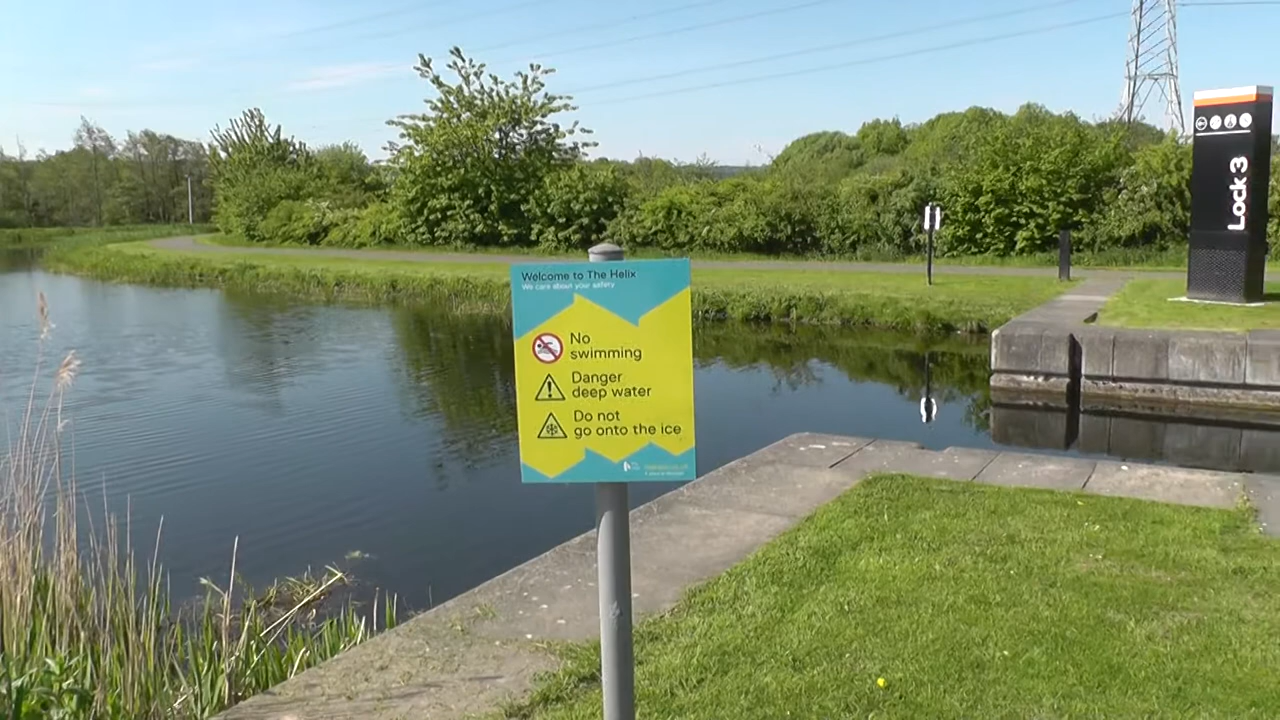 Welcome to The Helix
We care about your safety
No
swimming
Danger
deep water
Do not
go onto the ice
Lock 3